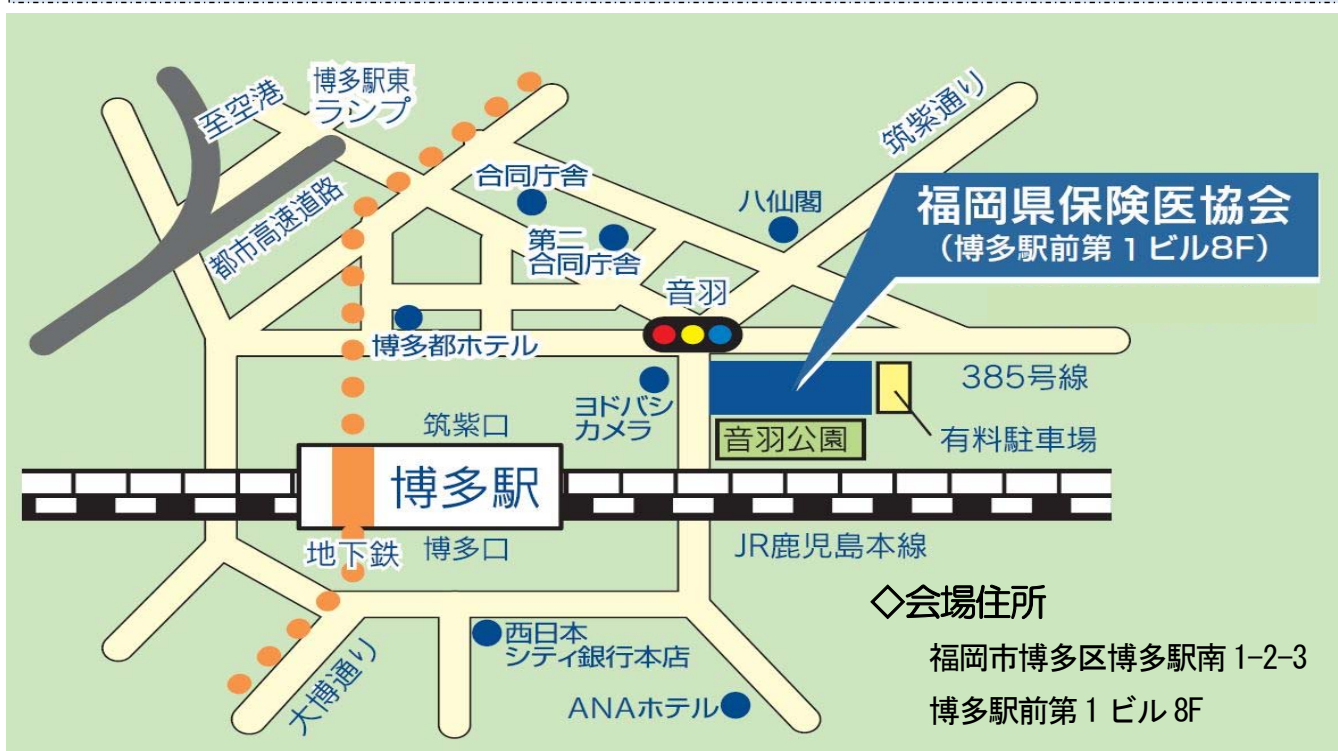 至空港
博多駅東
ランプ
筑紫通り
合同庁舎
八仙閣
福岡県保険医協会
(博多駅前第1ビル8F)
都市高速道路
第二
合同庁舎
音羽
博多都ホテル
385号線
ヨドバシ
カメラ
筑紫口
音羽公園
有料駐車場
博多駅
地下鉄
博多口
JR鹿児島本線
◇会場住所
西日本
シティ銀行本店
福岡市博多区博多駅南1-2-3
大博通り
ANAホテル
博多駅前第1ビル8F